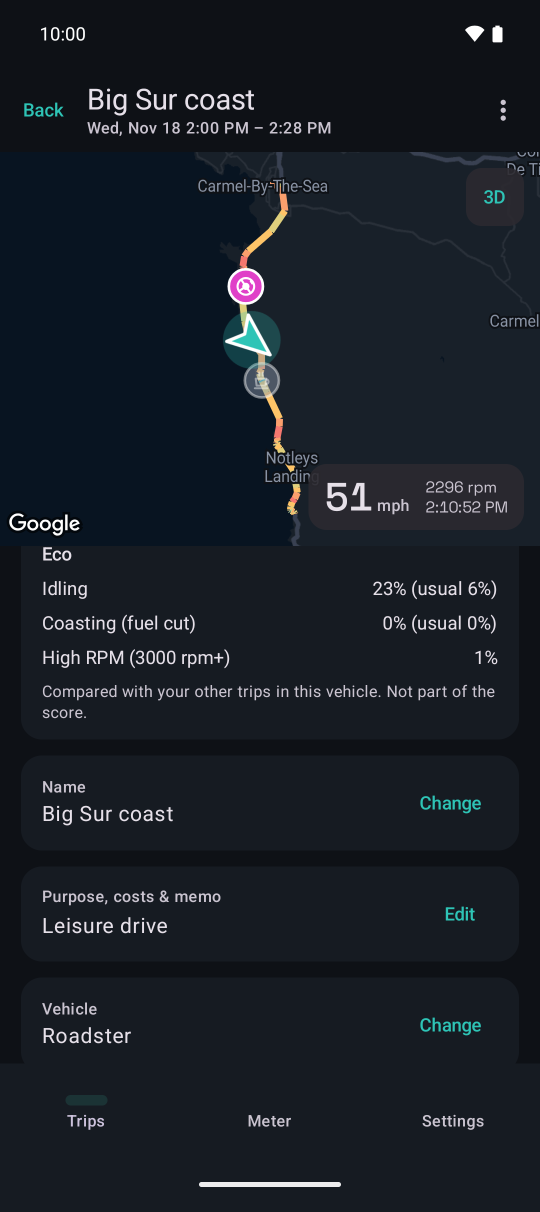 10:00
Back
Big Sur coast
Wed, Nov 18 2:00 PM – 2:28 PM
Carmel-By-The-Sea
De Ti
3D
Carmel
Notleys
Landing
51 mph
2296 rpm
2:10:52 PM
Google
Eco
Idling 23% (usual 6%)
Coasting (fuel cut) 0% (usual 0%)
High RPM (3000 rpm+) 1%
Compared with your other trips in this vehicle. Not part of the
score.
Name
Big Sur coast
Change
Purpose, costs & memo
Leisure drive
Edit
Vehicle
Roadster
Change
Trips
Meter
Settings